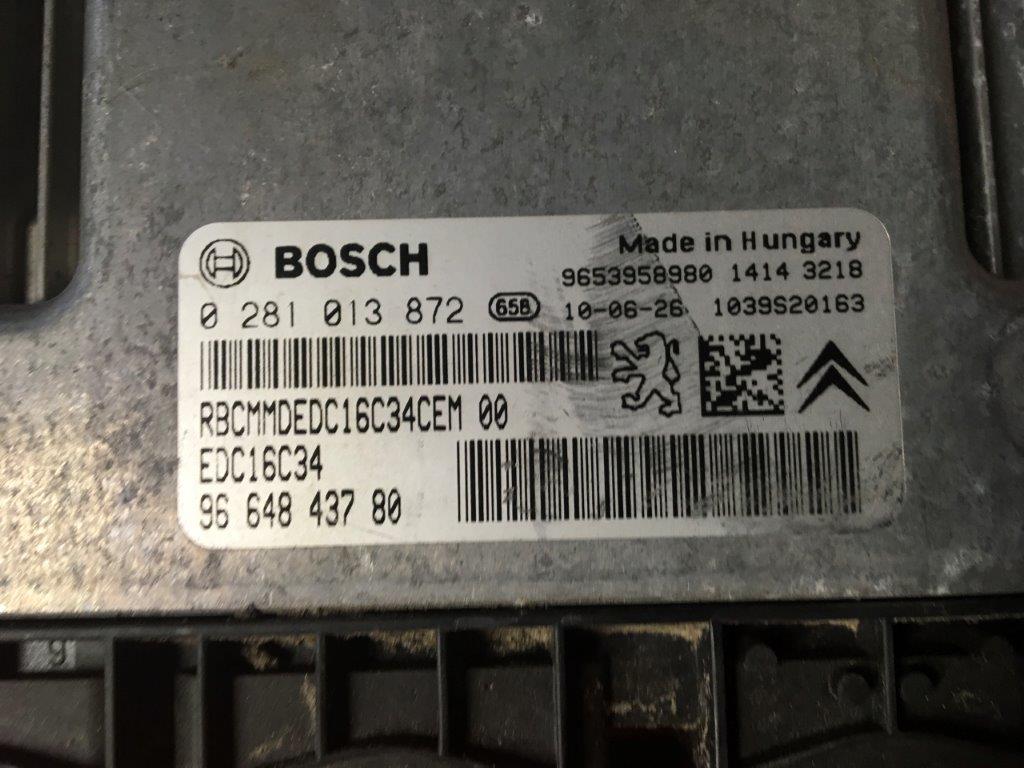 BOSCH
Made in Hungary
9653958980 1414 3218
0 281 013 872 658 10-06-26 1039S20163
RBCMMDEDC16C34CEM 00
EDC16C34
96 648 437 80
9